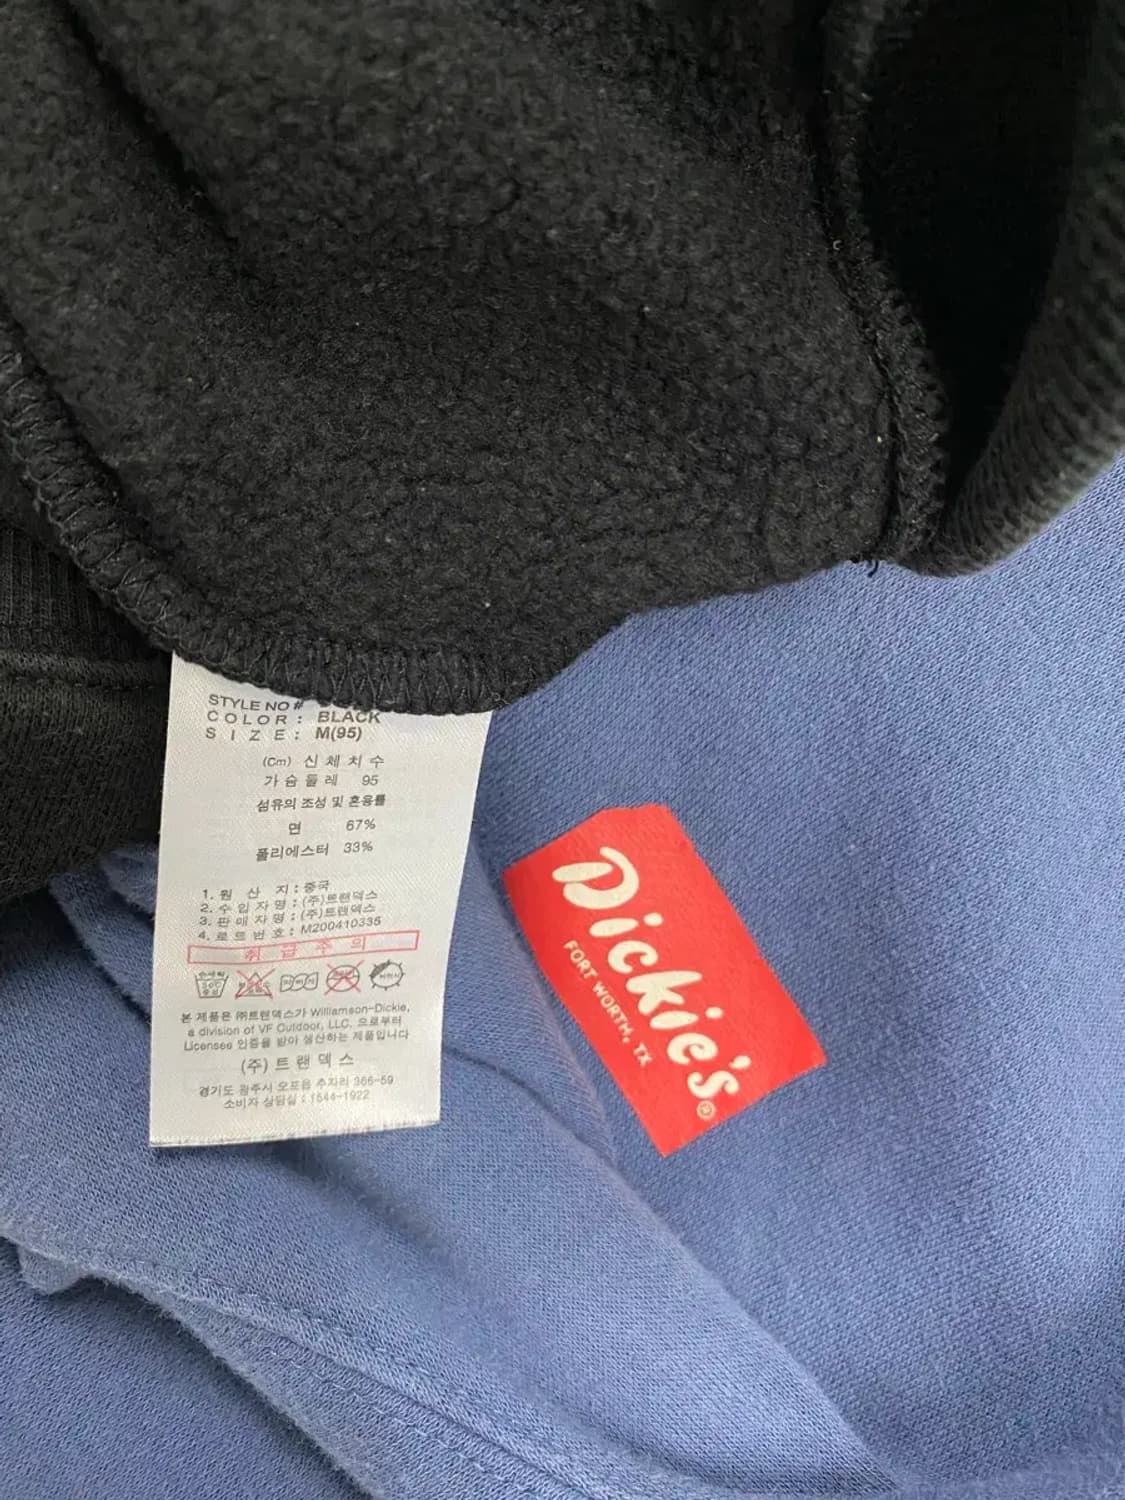 STYLE NO#
COLOR: BLACK
SIZE: M(95)
(Cm) 신체치수
가슴둘레 95
섬유의 조성 및 혼용률
면 67%
폴리에스터 33%
1. 원산지: 중국
2. 수입자명: (주)트랜덱스
3. 판매자명: (주)트랜덱스
4. 로트번호: M200410335
취급주의
본 제품은 ㈜트랜덱스가 Williamson-Dickie,
a division of VF Outdoor, LLC, 으로부터
Licensee 인증을 받아 생산하는 제품입니다
(주)트랜덱스
경기도 광주시 오포읍 추자리 366-59
소비자 상담실 : 1544-1922
Dickie's®
FORT WORTH, TX